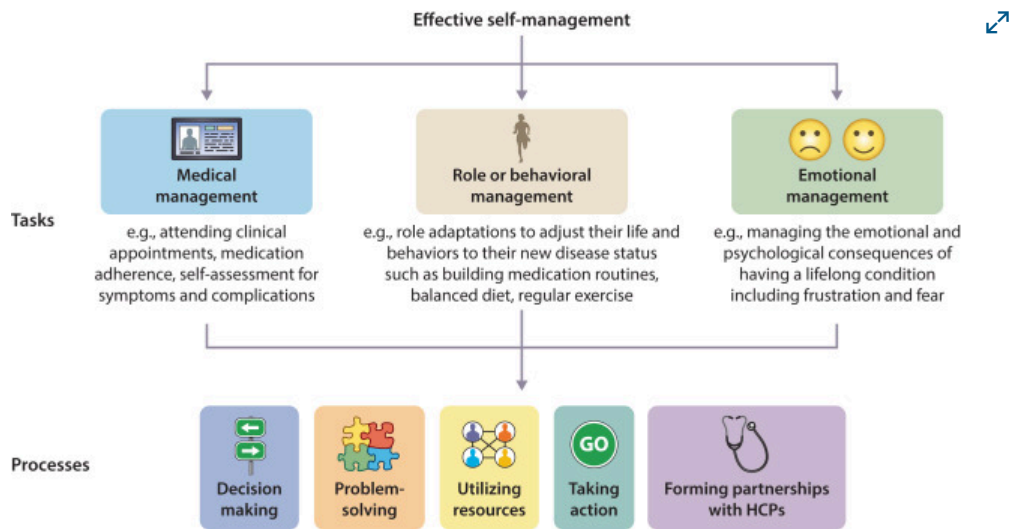 Effective self-management
Medical
management
Role or behavioral
management
Emotional
management
Tasks
e.g., attending clinical
appointments, medication
adherence, self-assessment for
symptoms and complications
e.g., role adaptations to adjust their life and
behaviors to their new disease status
such as building medication routines,
balanced diet, regular exercise
e.g., managing the emotional and
psychological consequences of
having a lifelong condition
including frustration and fear
Processes
Decision
making
Problem-
solving
Utilizing
resources
GO
Taking
action
Forming partnerships
with HCPs